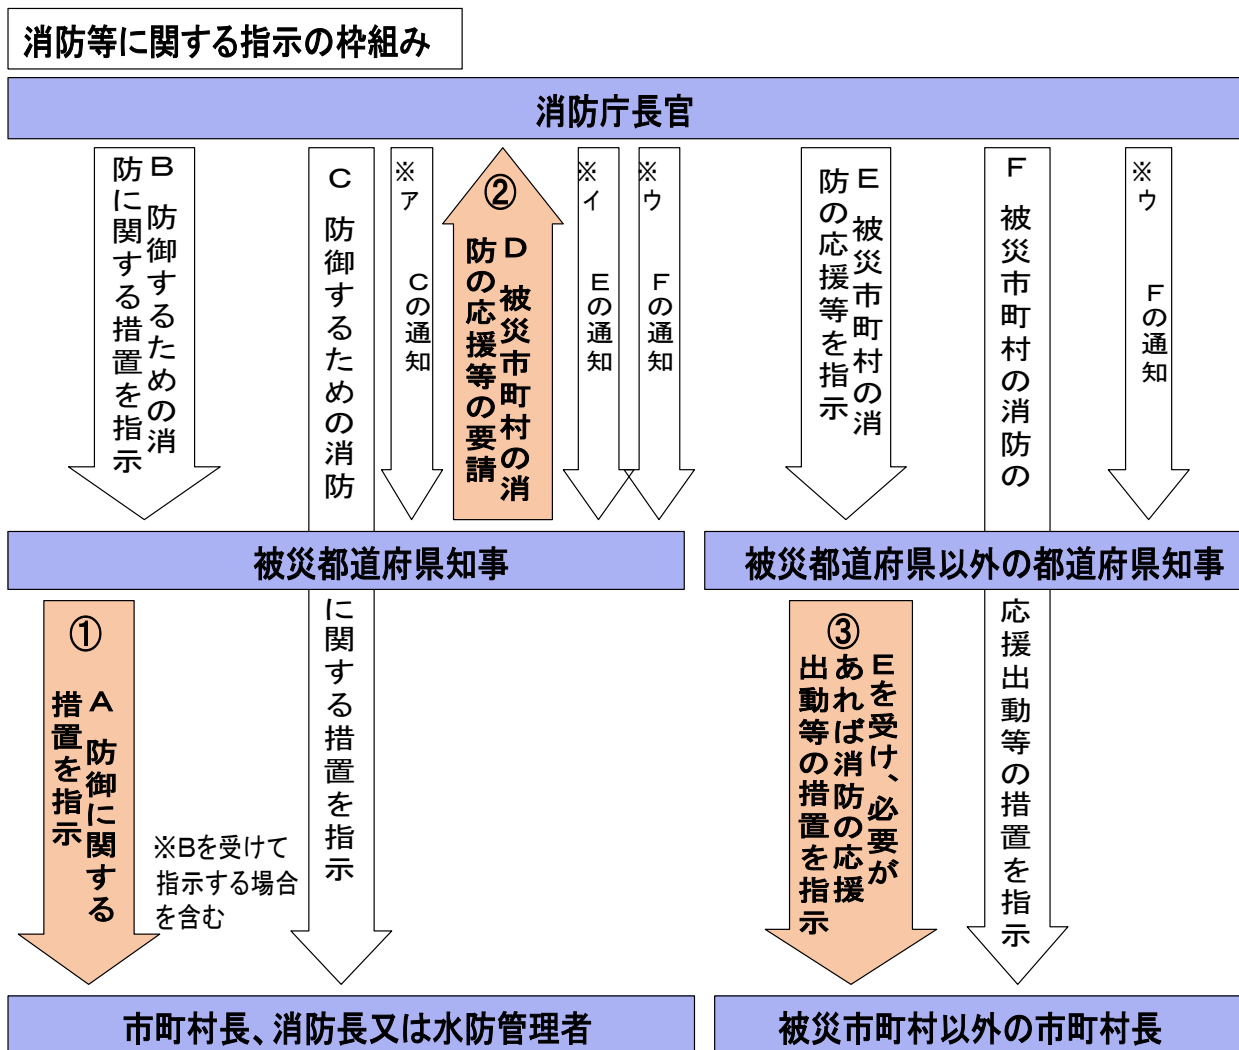 消防等に関する指示の枠組み
消防庁長官
B 防御するための消
防に関する措置を指示
C 防御するための消防
に関する措置を指示
※ア Cの通知
②
D 被災市町村の消
防の応援等の要請
※イ Eの通知
※ウ Fの通知
E 被災市町村の消
防の応援等を指示
F 被災市町村の消防の
応援出動等の措置を指示
※ウ Fの通知
被災都道府県知事
被災都道府県以外の都道府県知事
①
A 防御に関する
措置を指示
※Bを受けて
指示する場合
を含む
③
Eを受け、必要が
あれば消防の応援
出動等の措置を指示
市町村長、消防長又は水防管理者
被災市町村以外の市町村長